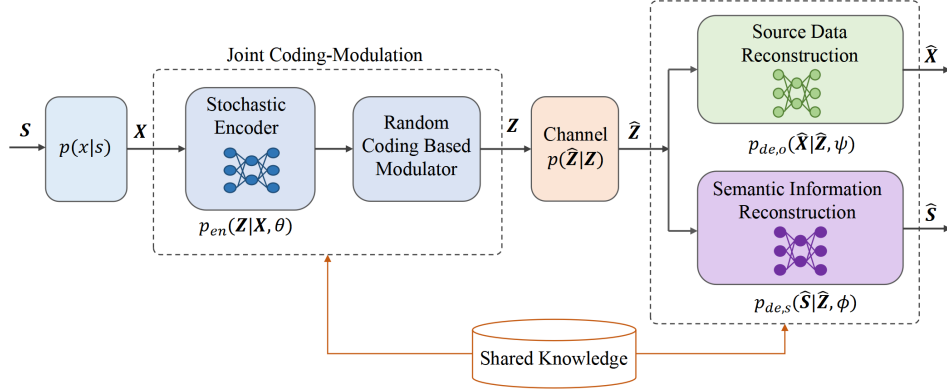 Joint Coding-Modulation
S
p(x|s)
X
Stochastic
Encoder
p_en(Z|X, θ)
Random
Coding Based
Modulator
Z
Channel
p(Ẑ|Z)
Ẑ
Source Data
Reconstruction
X̂
p_de,o(X̂|Ẑ, ψ)
Semantic Information
Reconstruction
Ŝ
p_de,s(Ŝ|Ẑ, ϕ)
Shared Knowledge